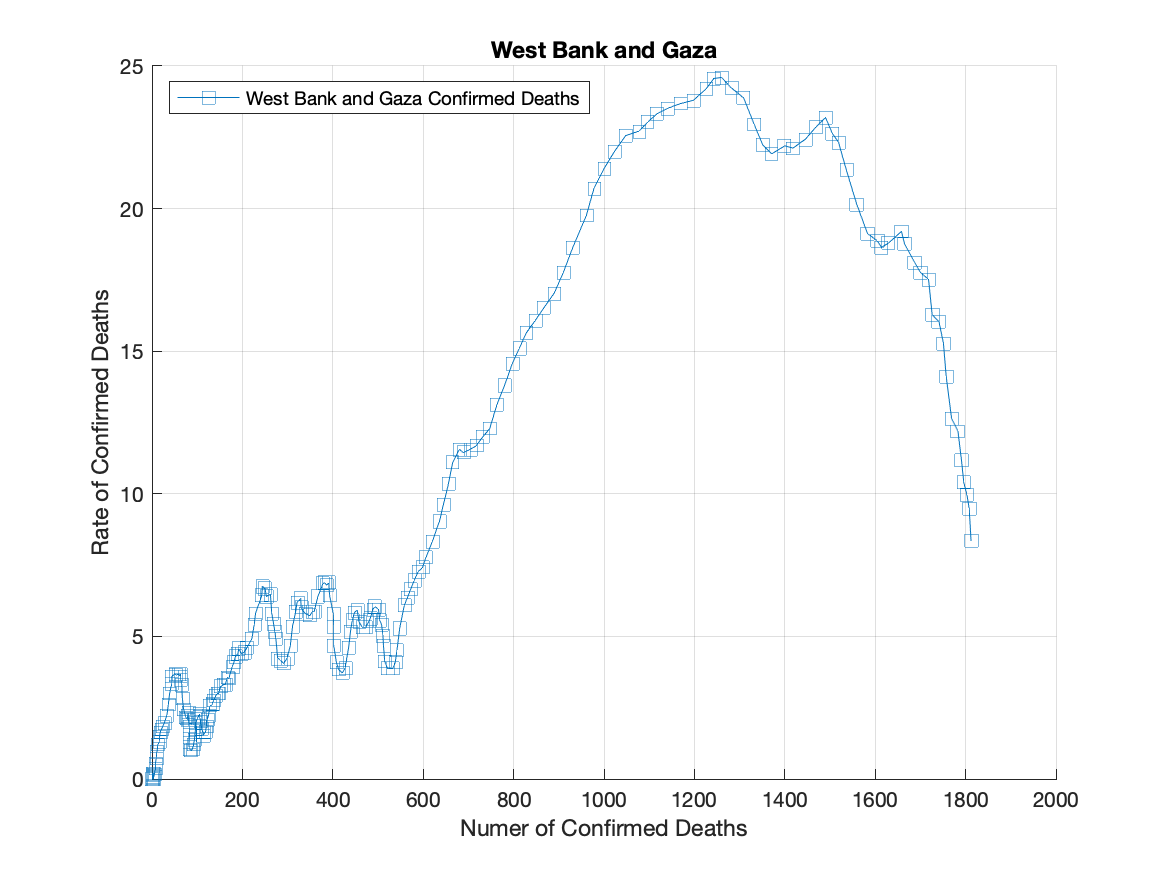 West Bank and Gaza
West Bank and Gaza Confirmed Deaths
Rate of Confirmed Deaths
25
20
15
10
5
0
0 200 400 600 800 1000 1200 1400 1600 1800 2000
Numer of Confirmed Deaths